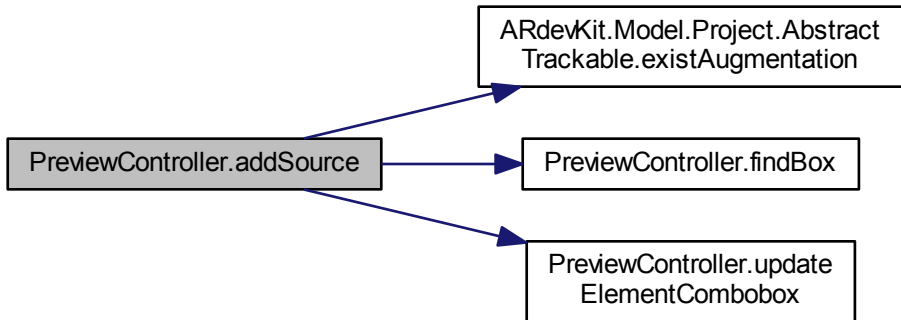 PreviewController.addSource
ARdevKit.Model.Project.Abstract
Trackable.existAugmentation
PreviewController.findBox
PreviewController.update
ElementCombobox